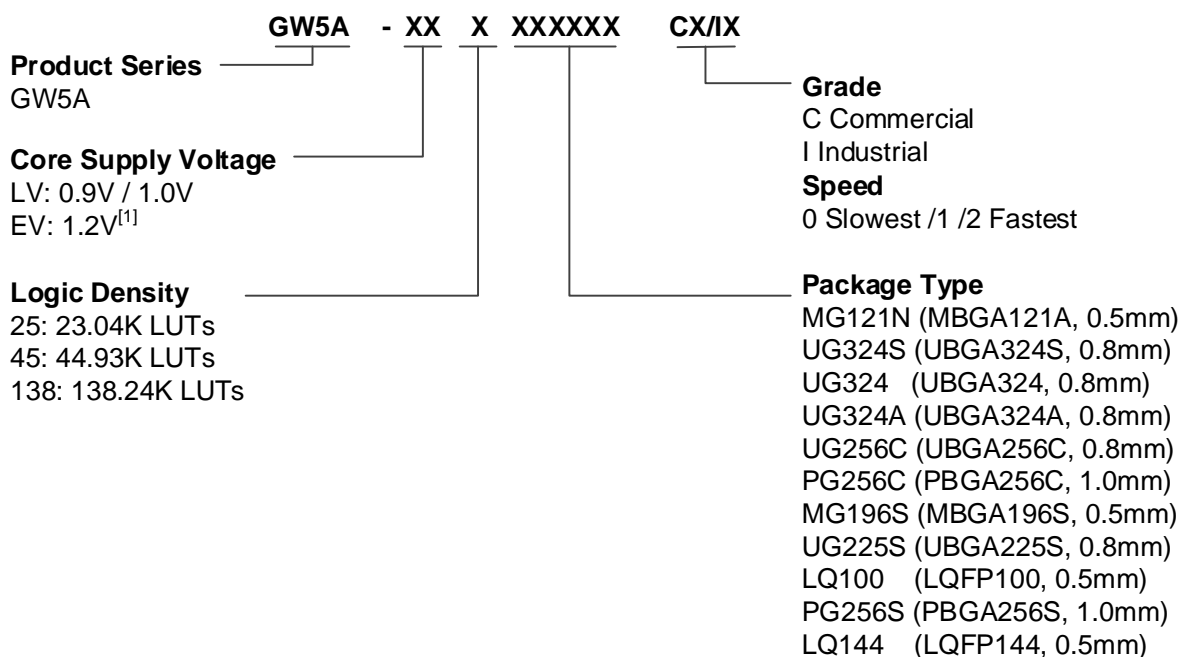 GW5A - XX X XXXXXX CX/IX
Product Series
GW5A
Core Supply Voltage
LV: 0.9V / 1.0V
EV: 1.2V[1]
Logic Density
25: 23.04K LUTs
45: 44.93K LUTs
138: 138.24K LUTs
Grade
C Commercial
I Industrial
Speed
0 Slowest /1 /2 Fastest
Package Type
MG121N (MBGA121A, 0.5mm)
UG324S (UBGA324S, 0.8mm)
UG324 (UBGA324, 0.8mm)
UG324A (UBGA324A, 0.8mm)
UG256C (UBGA256C, 0.8mm)
PG256C (PBGA256C, 1.0mm)
MG196S (MBGA196S, 0.5mm)
UG225S (UBGA225S, 0.8mm)
LQ100 (LQFP100, 0.5mm)
PG256S (PBGA256S, 1.0mm)
LQ144 (LQFP144, 0.5mm)